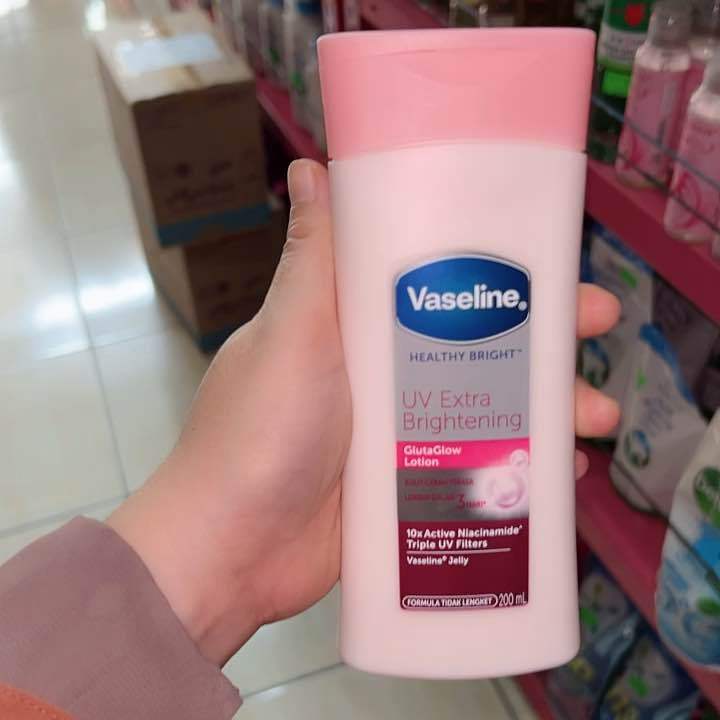 Vaseline®
HEALTHY BRIGHT™
UV Extra
Brightening
GlutaGlow
Lotion
10x Active Niacinamide^
Triple UV Filters
Vaseline® Jelly
FORMULA TIDAK LENGKET 200 mL